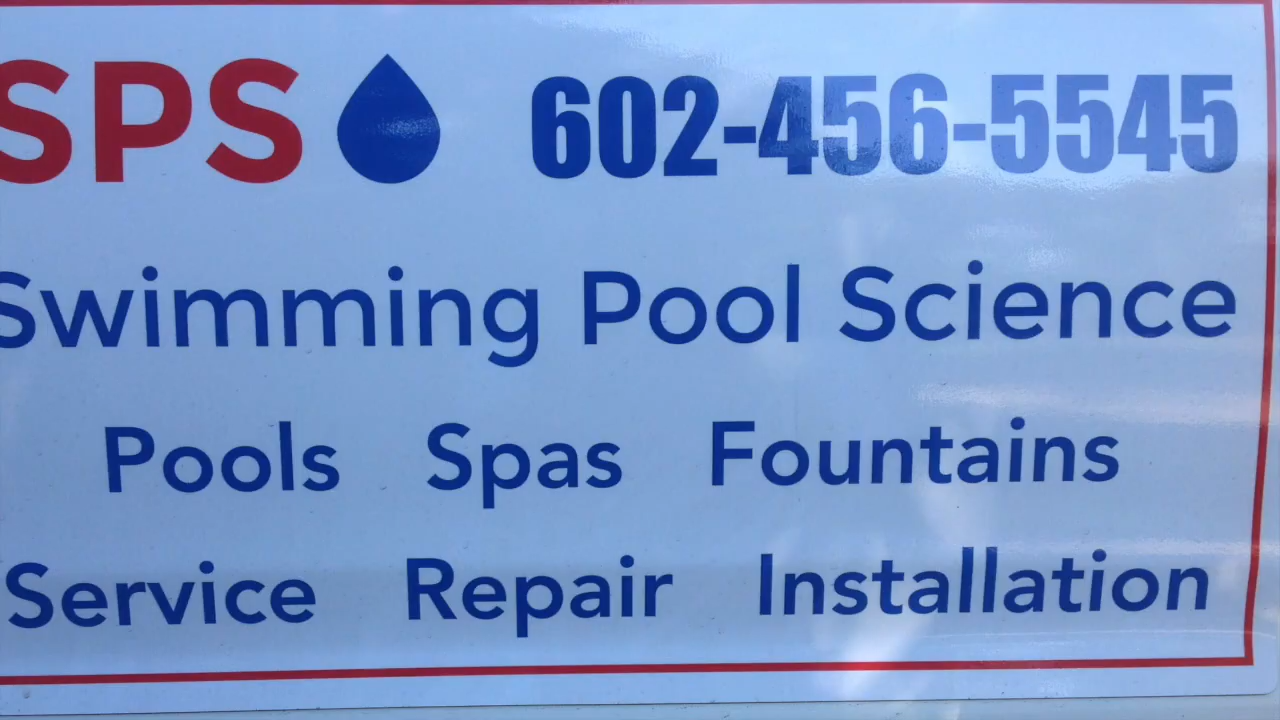 SPS 602-456-5545
Swimming Pool Science
Pools Spas Fountains
Service Repair Installation